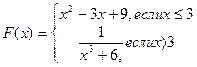 F(x) = { x² − 3x + 9, если x ≤ 3
1/(x³ + 6), если x⟩3